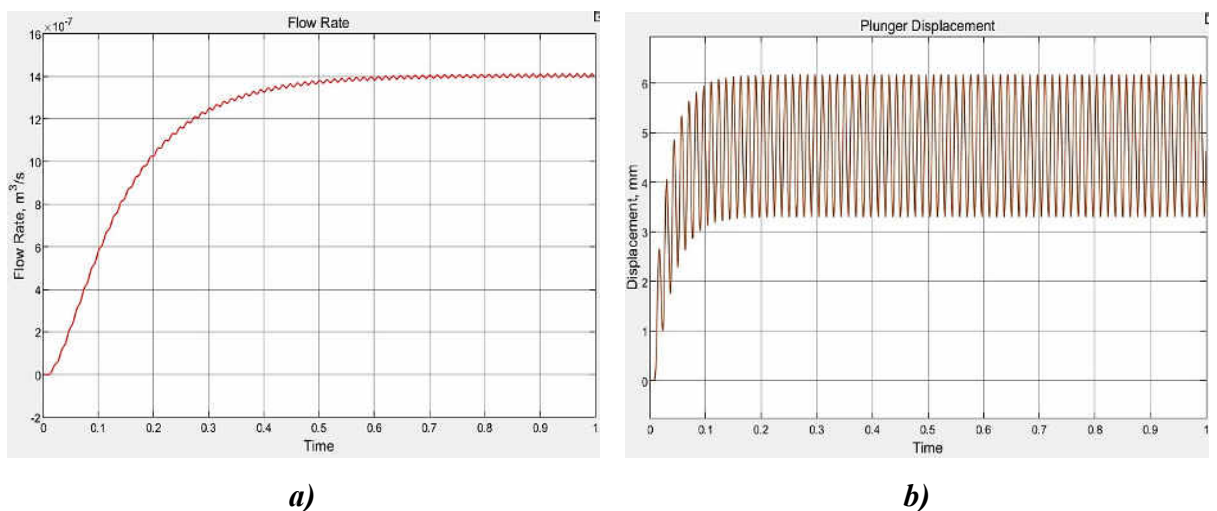 Flow Rate
×10⁻⁷
16
14
12
10
8
6
4
2
0
-2
Flow Rate, m³/s
0 0.1 0.2 0.3 0.4 0.5 0.6 0.7 0.8 0.9 1
Time
a)
Plunger Displacement
6
5
4
3
2
1
0
Displacement, mm
0 0.1 0.2 0.3 0.4 0.5 0.6 0.7 0.8 0.9 1
Time
b)